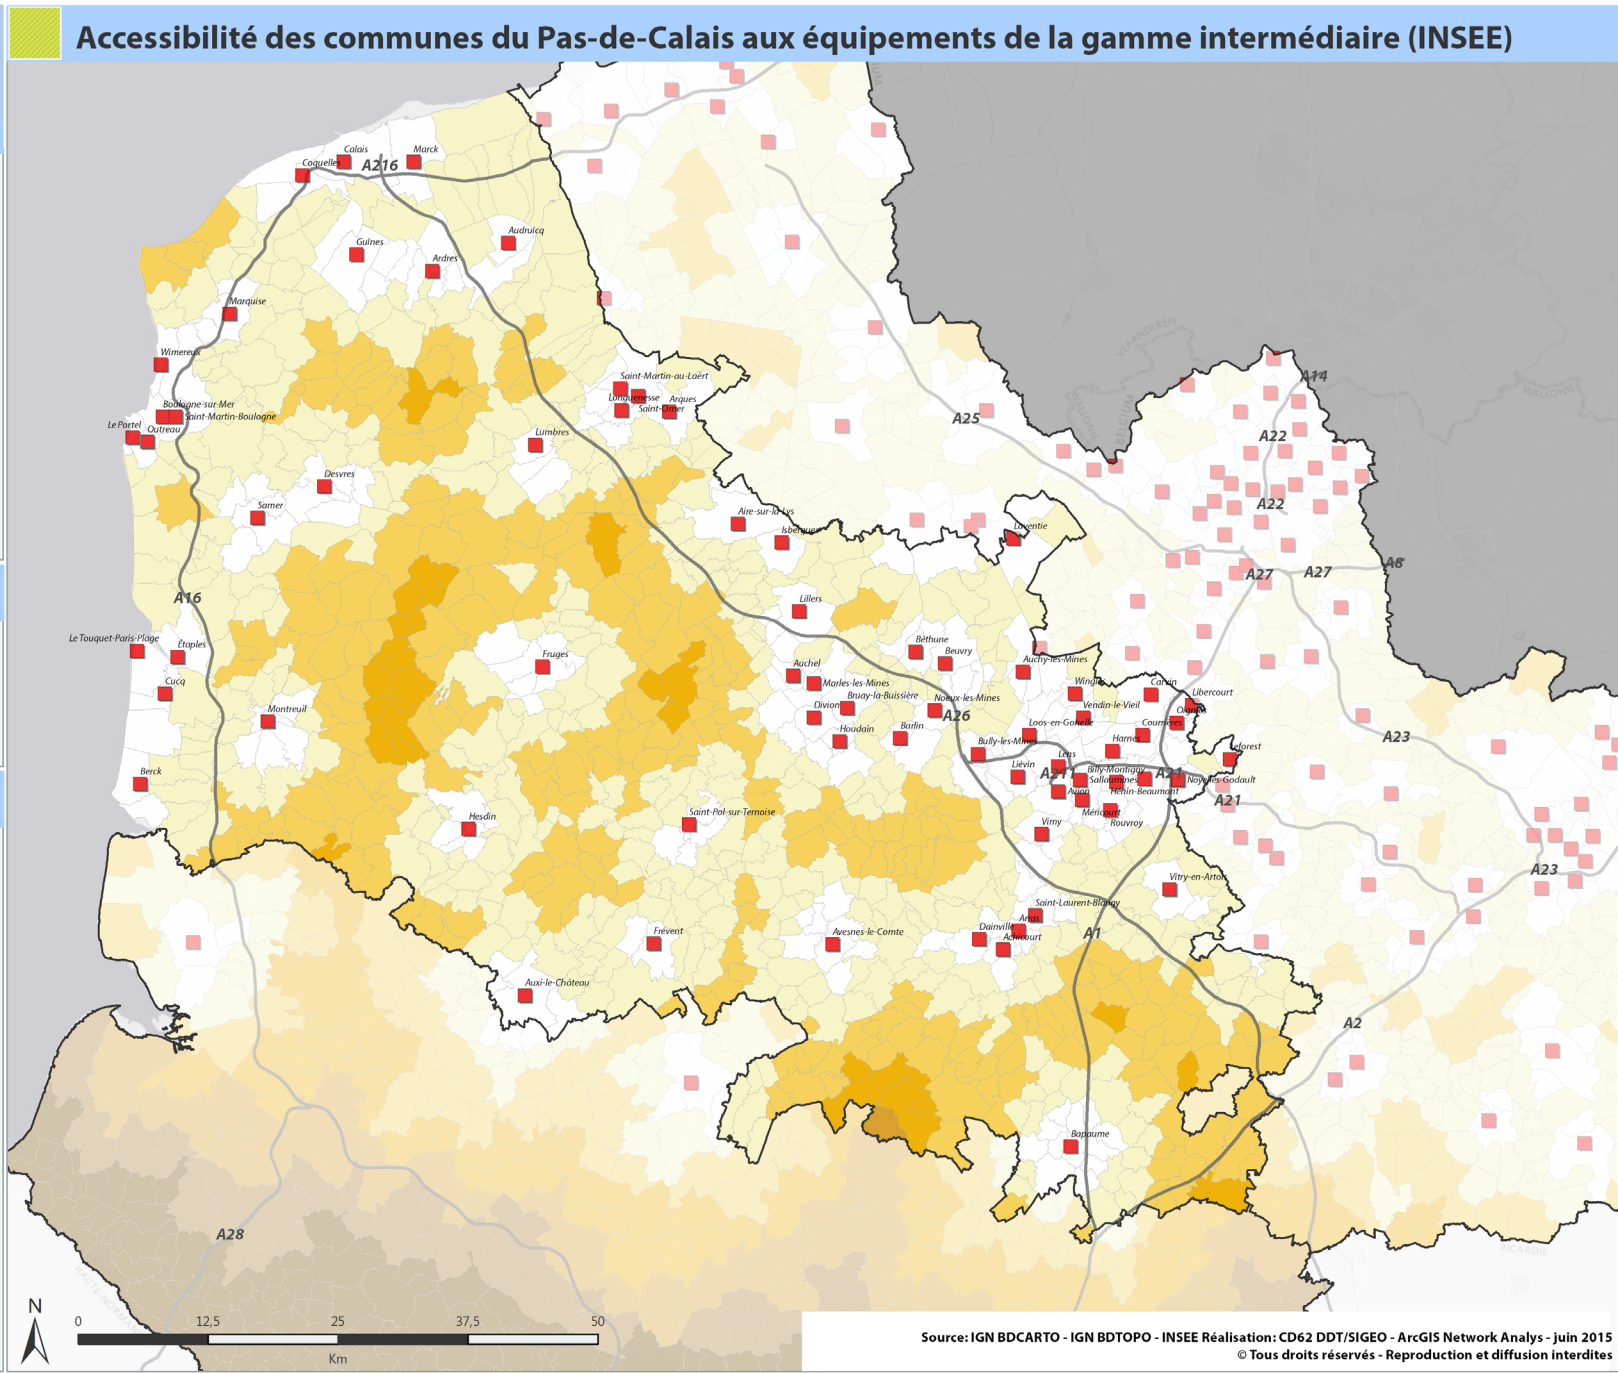 Accessibilité des communes du Pas-de-Calais aux équipements de la gamme intermédiaire (INSEE)
Calais
Marck
Coquelles
A216
Audruicq
Guînes
Ardres
Marquise
Wimereux
Saint-Martin-au-Laërt
Longuenesse
Arques
Saint-Omer
Boulogne-sur-Mer
Saint-Martin-Boulogne
Le Portel
Outreau
Lumbres
A25
A14
A22
VLAANDEREN
BELGIUM
WALLONIE
Desvres
Samer
Aire-sur-la-Lys
Isbergues
Laventie
A22
A27
A27
A8
A16
Lillers
Le Touquet-Paris-Plage
Étaples
Fruges
Béthune
Beuvry
Auchy-les-Mines
Cucq
Auchel
Marles-les-Mines
Bruay-la-Buissière
Noeux-les-Mines
Wingles
Carvin
Libercourt
Montreuil
Divion
A26
Vendin-le-Vieil
Oignies
Houdain
Barlin
Loos-en-Gohelle
Courrières
A23
Bully-les-Mines
Harnes
Leforest
Berck
Liévin
Lens
A211
Billy-Montigny
A21
Sallaumines
Noyelles-Godault
Avion
Hénin-Beaumont
A21
Hesdin
Saint-Pol-sur-Ternoise
Vimy
Méricourt
Rouvroy
A23
Vitry-en-Artois
Saint-Laurent-Blangy
Frévent
Avesnes-le-Comte
Dainville
Arras
Achicourt
A1
Auxi-le-Château
A2
Bapaume
A28
PICARDIE
N
0
12,5
25
37,5
50
Km
Source: IGN BDCARTO - IGN BDTOPO - INSEE Réalisation: CD62 DDT/SIGEO - ArcGIS Network Analys - juin 2015
© Tous droits réservés - Reproduction et diffusion interdites